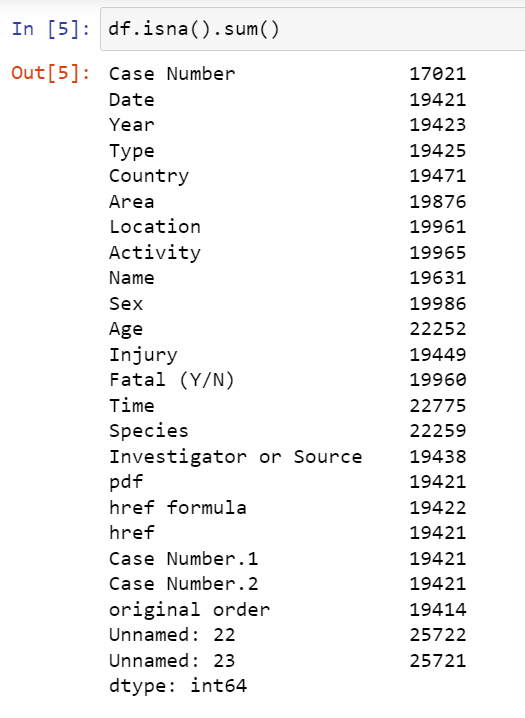 In [5]: df.isna().sum()
Out[5]: Case Number 17021
Date 19421
Year 19423
Type 19425
Country 19471
Area 19876
Location 19961
Activity 19965
Name 19631
Sex 19986
Age 22252
Injury 19449
Fatal (Y/N) 19960
Time 22775
Species 22259
Investigator or Source 19438
pdf 19421
href formula 19422
href 19421
Case Number.1 19421
Case Number.2 19421
original order 19414
Unnamed: 22 25722
Unnamed: 23 25721
dtype: int64